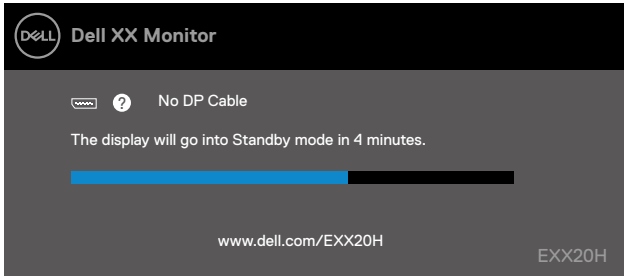 DELL Dell XX Monitor
? No DP Cable
The display will go into Standby mode in 4 minutes.
www.dell.com/EXX20H
EXX20H